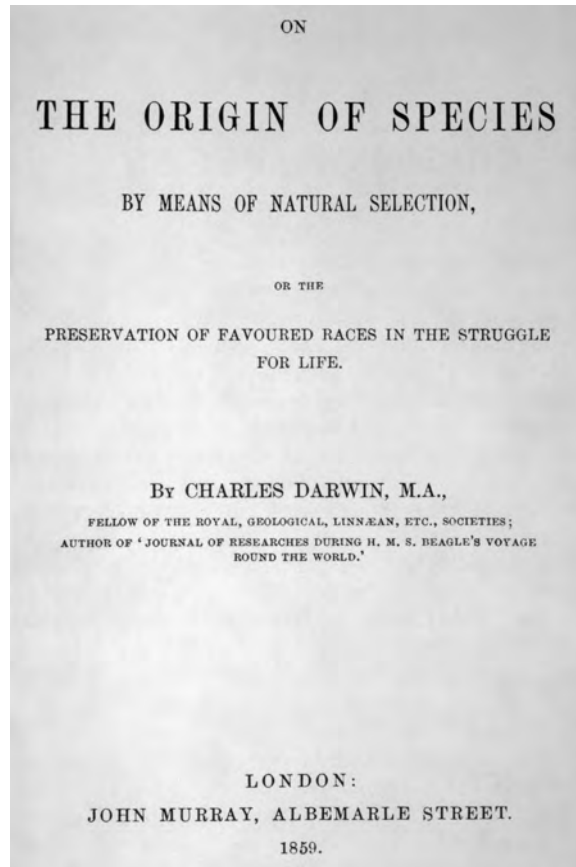 ON
THE ORIGIN OF SPECIES
BY MEANS OF NATURAL SELECTION,
OR THE
PRESERVATION OF FAVOURED RACES IN THE STRUGGLE
FOR LIFE.
BY CHARLES DARWIN, M.A.,
FELLOW OF THE ROYAL, GEOLOGICAL, LINNÆAN, ETC., SOCIETIES;
AUTHOR OF ‘JOURNAL OF RESEARCHES DURING H. M. S. BEAGLE’S VOYAGE
ROUND THE WORLD.’
LONDON:
JOHN MURRAY, ALBEMARLE STREET.
1859.